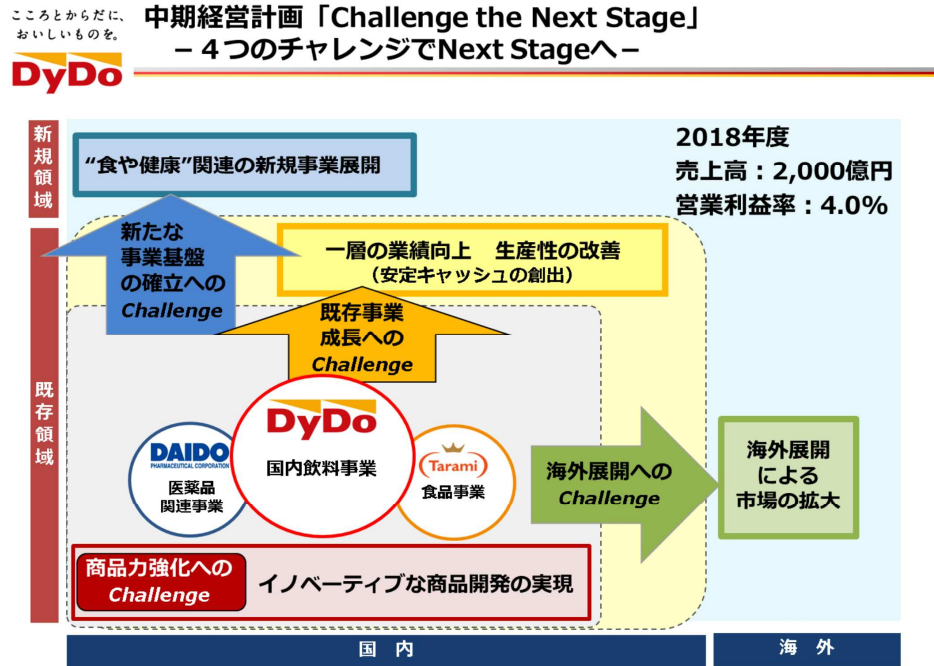 こころとからだに、
おいしいものを。
DyDo
中期経営計画「Challenge the Next Stage」
－４つのチャレンジでNext Stageへ－
新規領域
2018年度
売上高：2,000億円
営業利益率：4.0%
“食や健康”関連の新規事業展開
新たな
事業基盤
の確立への
Challenge
一層の業績向上　生産性の改善
（安定キャッシュの創出）
既存事業
成長への
Challenge
既存領域
DAIDO
PHARMACEUTICAL CORPORATION
医薬品
関連事業
DyDo
国内飲料事業
Tarami
食品事業
海外展開への
Challenge
海外展開
による
市場の拡大
商品力強化への
Challenge
イノベーティブな商品開発の実現
国　内
海　外